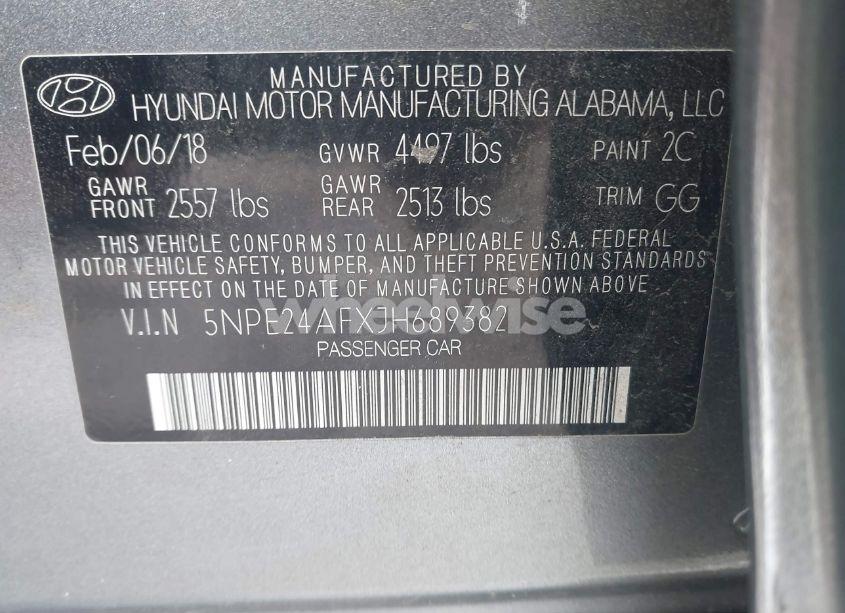 MANUFACTURED BY
HYUNDAI MOTOR MANUFACTURING ALABAMA, LLC
Feb/06/18 GVWR 4497 lbs PAINT 2C
GAWR FRONT 2557 lbs GAWR REAR 2513 lbs TRIM GG
THIS VEHICLE CONFORMS TO ALL APPLICABLE U.S.A. FEDERAL
MOTOR VEHICLE SAFETY, BUMPER, AND THEFT PREVENTION STANDARDS
IN EFFECT ON THE DATE OF MANUFACTURE SHOWN ABOVE.
wheelwise
V.I.N 5NPE24AFXJH689382
PASSENGER CAR